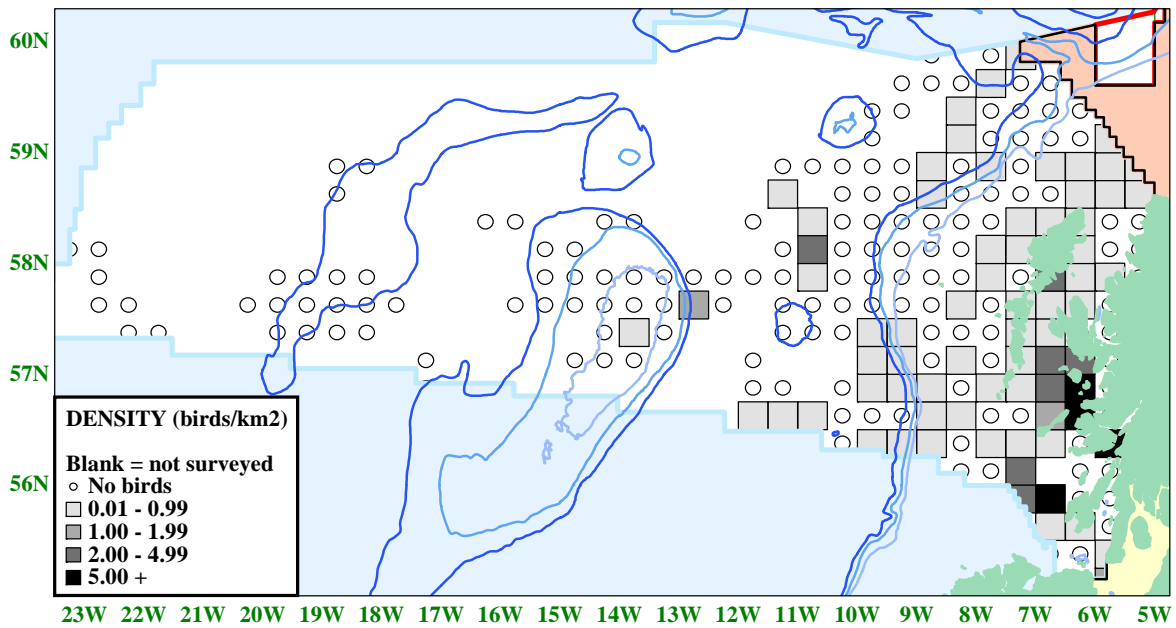 60N
59N
58N
57N
56N
DENSITY (birds/km2)
Blank = not surveyed
No birds
0.01 - 0.99
1.00 - 1.99
2.00 - 4.99
5.00 +
23W 22W 21W 20W 19W 18W 17W 16W 15W 14W 13W 12W 11W 10W 9W 8W 7W 6W 5W